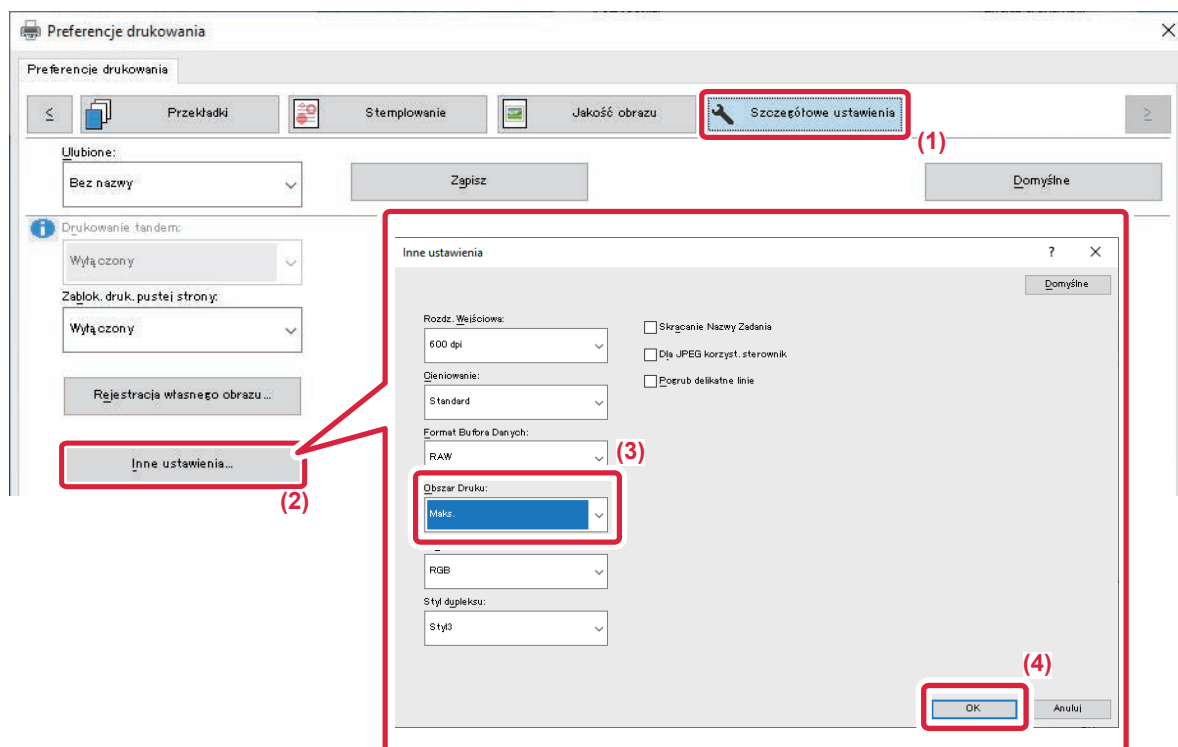 Preferencje drukowania
Preferencje drukowania
≤ Przekładki Stemplowanie Jakość obrazu Szczegółowe ustawienia ≥
(1)
Ulubione:
Bez nazwy Zapisz Domyślne
Drukowanie tandem:
Wyłączony
Zablok. druk. pustej strony:
Wyłączony
Rejestracja własnego obrazu...
Inne ustawienia...
(2)
Inne ustawienia ?
Domyślne
Rozdz. Wejściowa:
600 dpi
Cieniowanie:
Standard
Format Bufora Danych:
RAW
(3)
Obszar Druku:
Maks.
RGB
Styl dupleksu:
Styl3
Skracanie Nazwy Zadania
Dla JPEG korzyst. sterownik
Pogrub delikatne linie
(4)
OK Anuluj